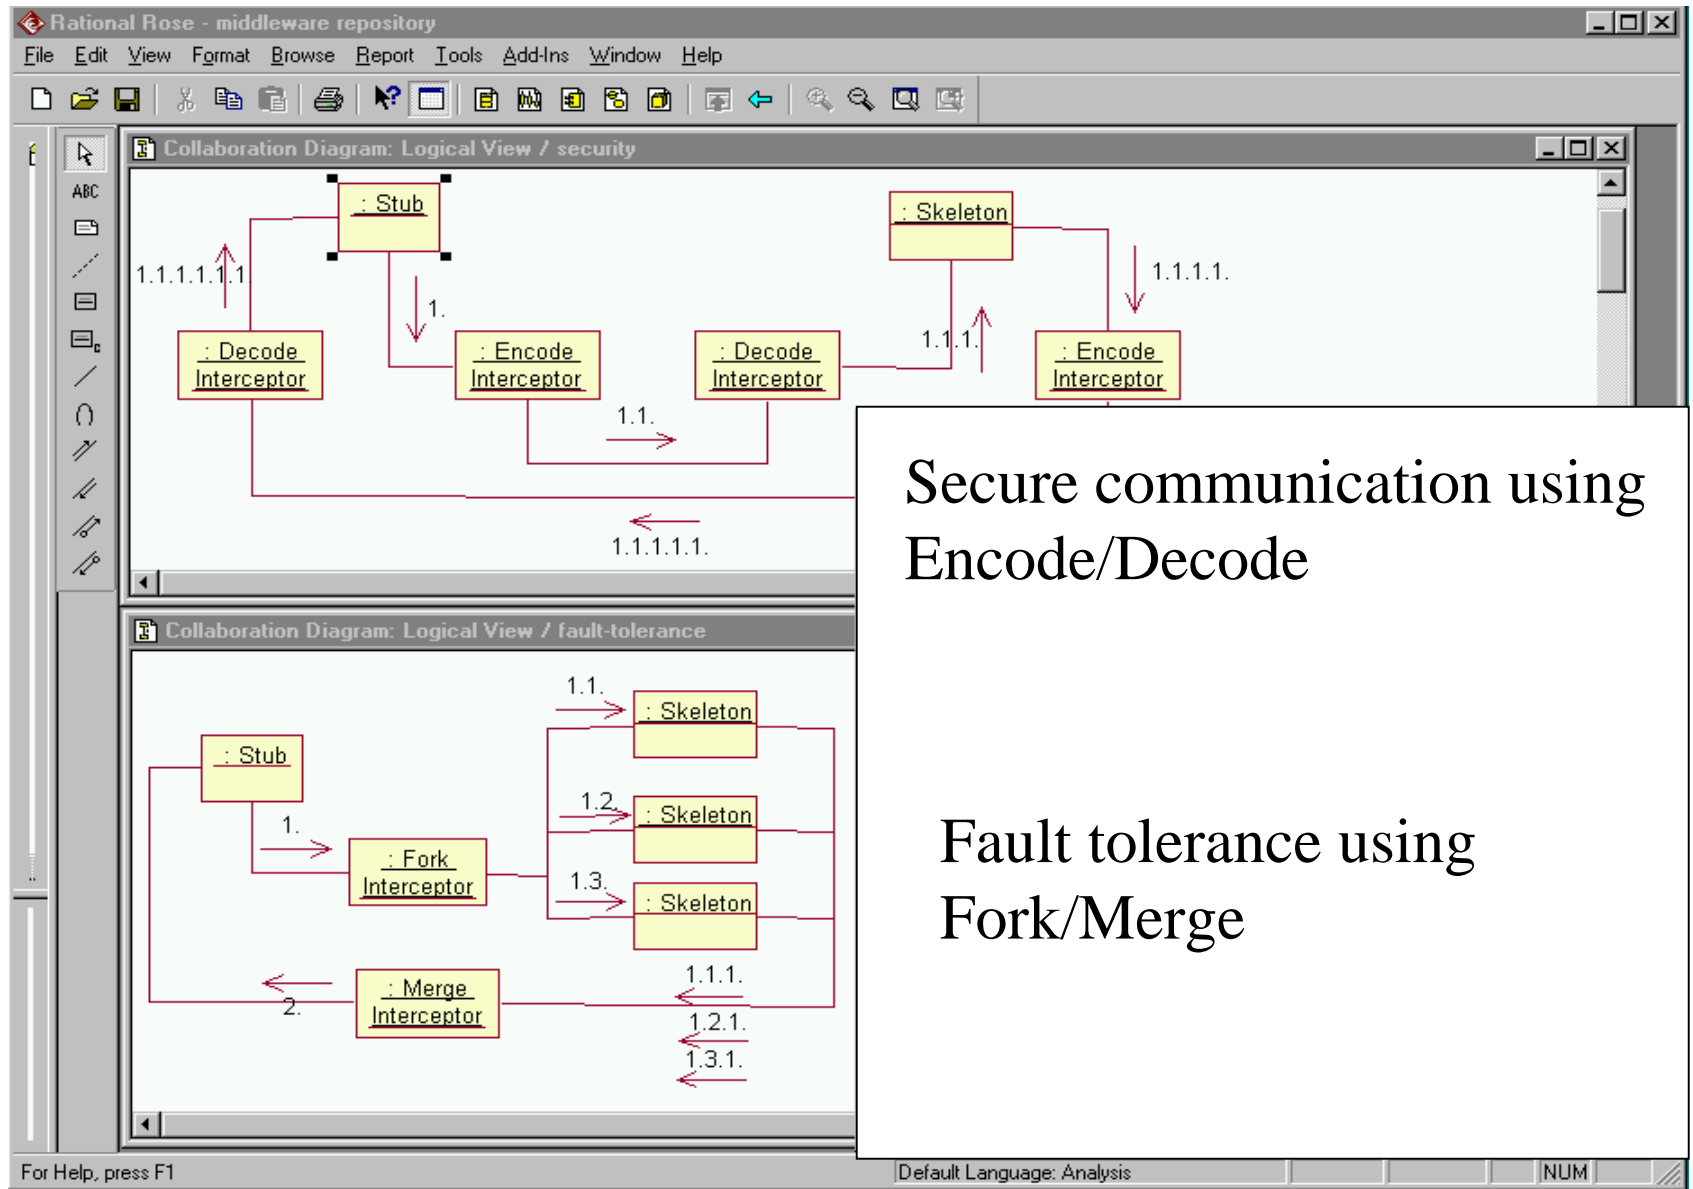 Rational Rose - middleware repository
File Edit View Format Browse Report Tools Add-Ins Window Help
ABC
Collaboration Diagram: Logical View / security
: Stub
: Skeleton
1.1.1.1.1.1.
1.
1.1.1.
1.1.1.1.
: Decode
Interceptor
: Encode
Interceptor
: Decode
Interceptor
: Encode
Interceptor
1.1.
1.1.1.1.1.
Secure communication using
Encode/Decode
Collaboration Diagram: Logical View / fault-tolerance
1.1.
: Skeleton
: Stub
1.
1.2.
: Skeleton
: Fork
Interceptor
1.3.
: Skeleton
: Merge
Interceptor
2.
1.1.1.
1.2.1.
1.3.1.
Fault tolerance using
Fork/Merge
For Help, press F1
Default Language: Analysis
NUM